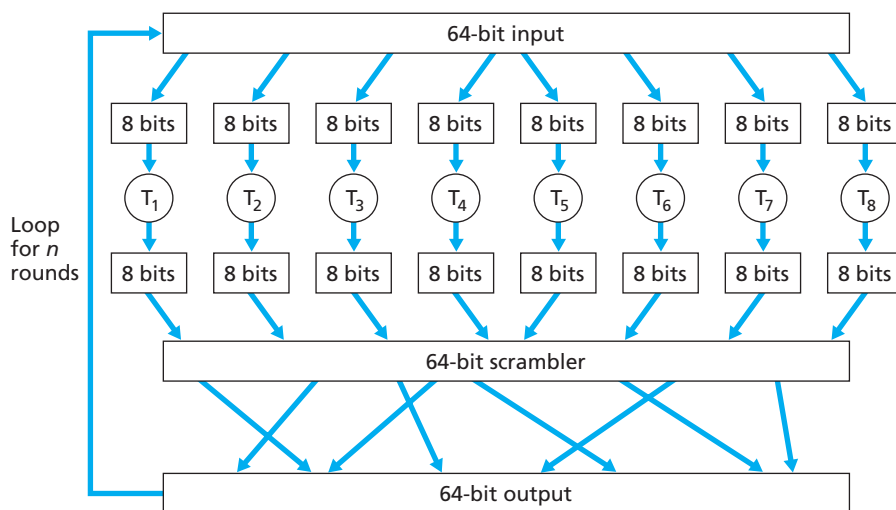 64-bit input
8 bits 8 bits 8 bits 8 bits 8 bits 8 bits 8 bits 8 bits
T1 T2 T3 T4 T5 T6 T7 T8
Loop
for n
rounds
8 bits 8 bits 8 bits 8 bits 8 bits 8 bits 8 bits 8 bits
64-bit scrambler
64-bit output